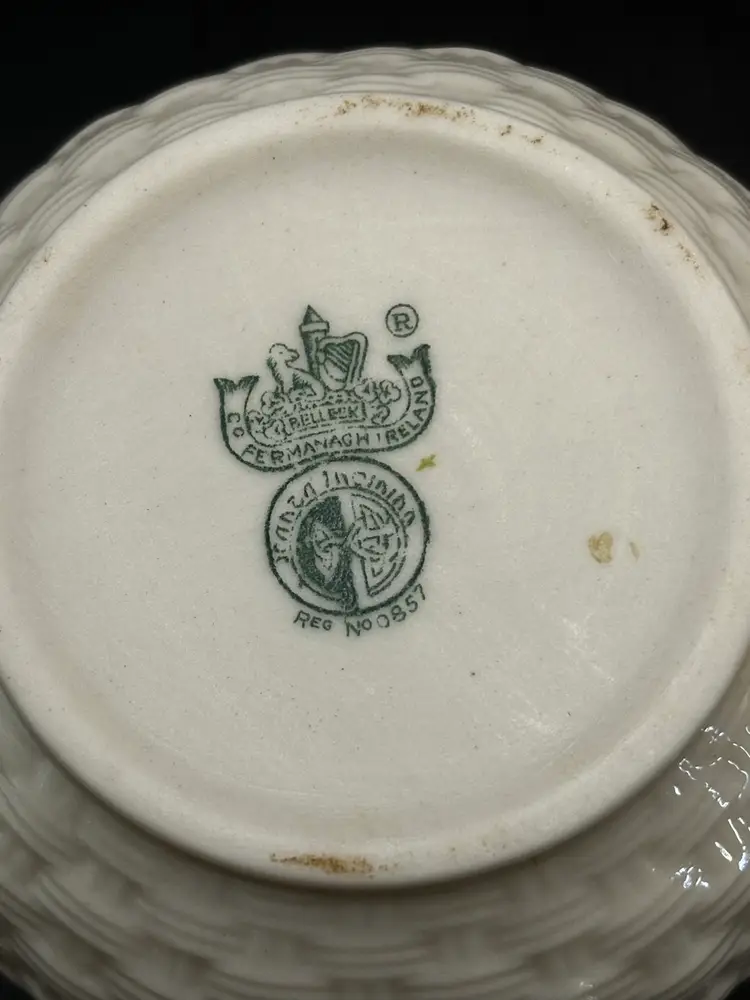 ®
BELLEEK
Co FERMANAGH IRELAND
REG No 0857